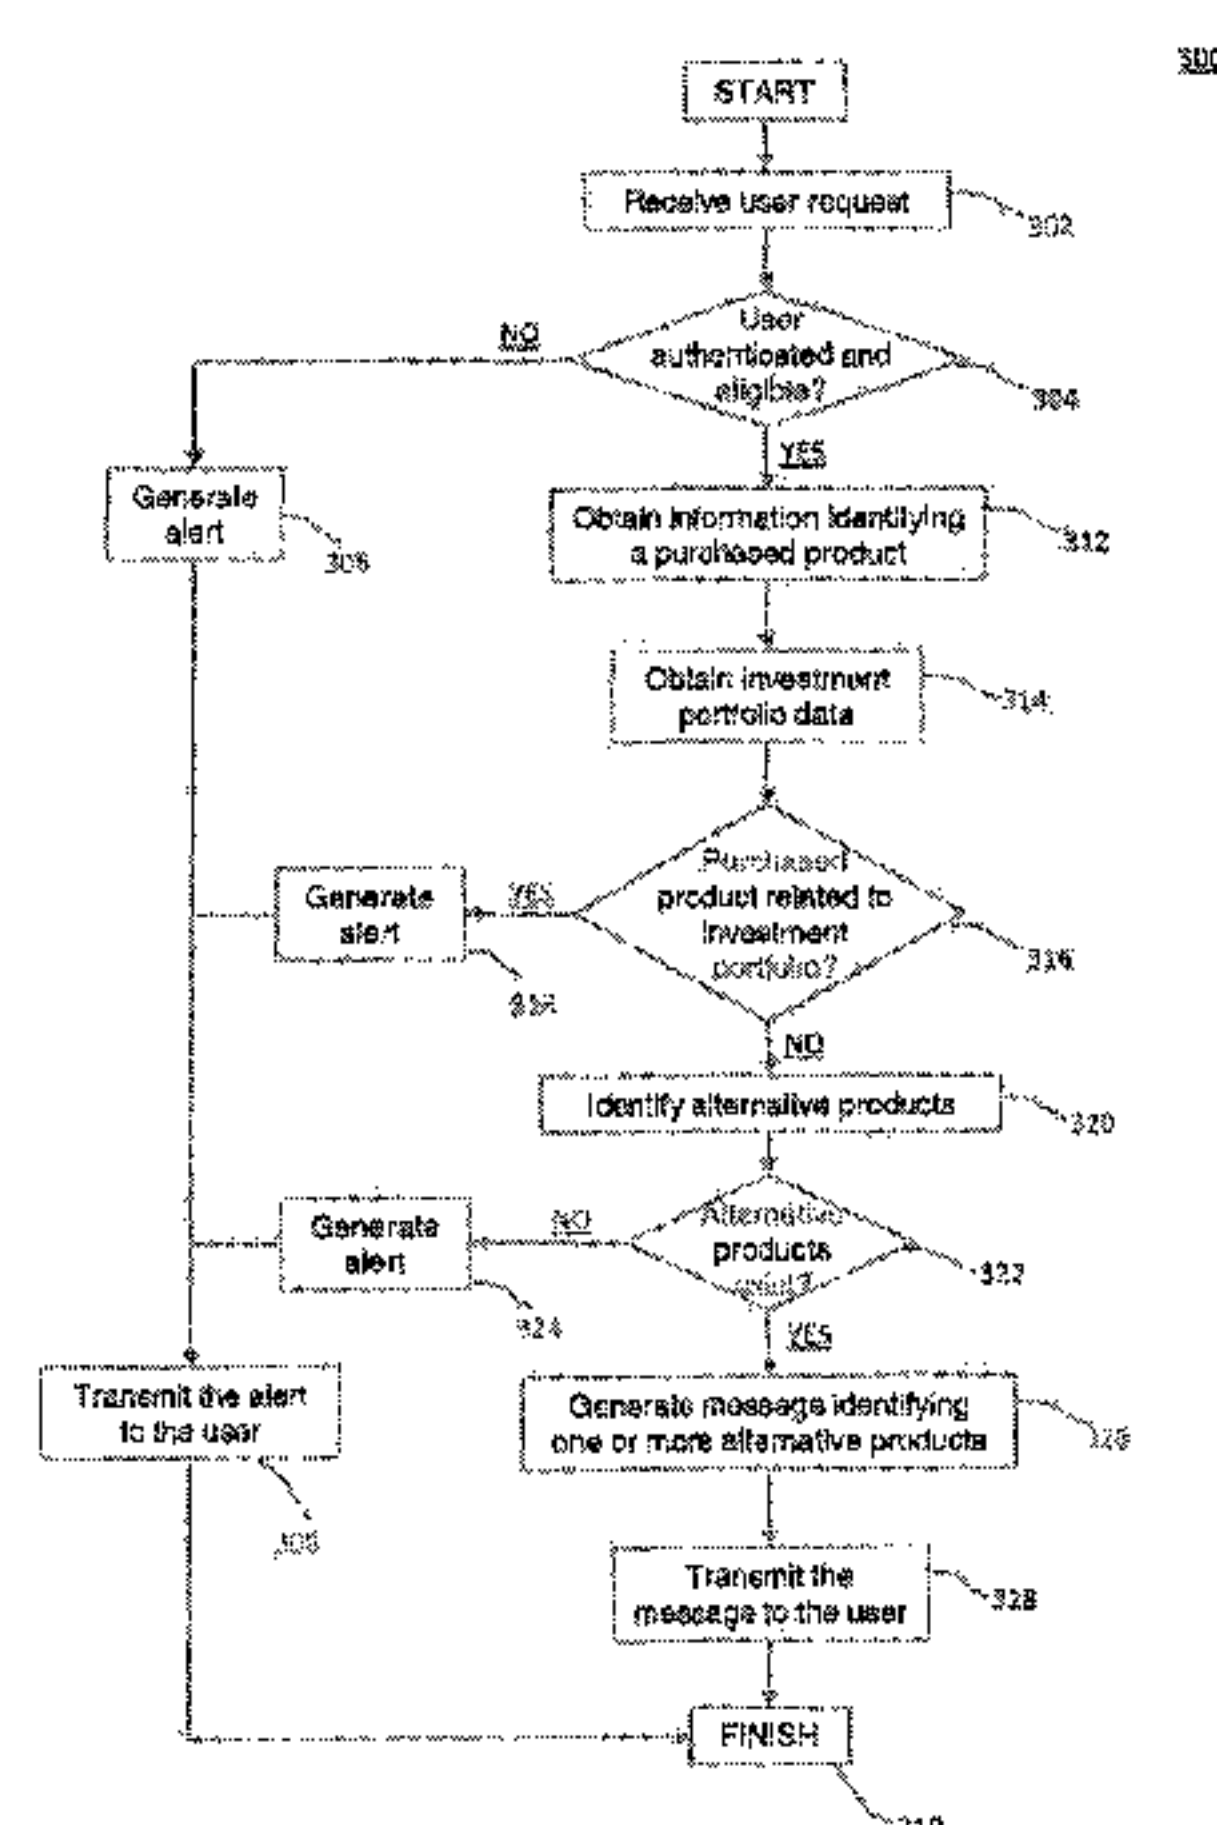 300
START
Receive user request
302
User
authenticated and
eligible?
304
NO
YES
Generate
alert
306
Obtain information identifying
a purchased product
312
Obtain investment
portfolio data
314
Purchased
product related to
investment
portfolio?
316
YES
Generate
alert
NO
Identify alternative products
320
Alternative
products
exist?
322
NO
Generate
alert
324
YES
Transmit the alert
to the user
Generate message identifying
one or more alternative products
326
Transmit the
message to the user
328
FINISH